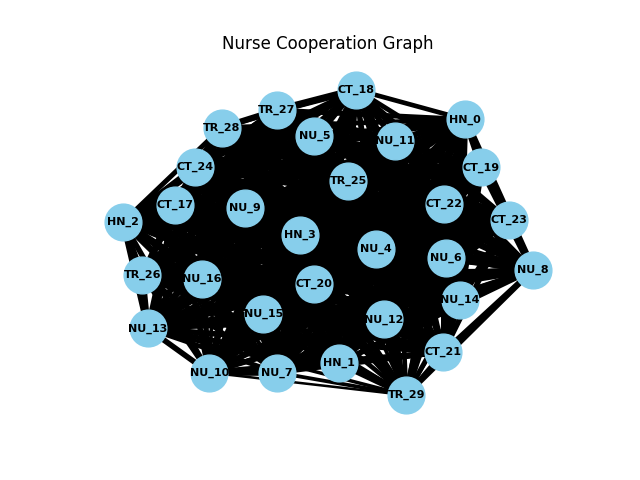 Nurse Cooperation Graph
CT_18
TR_27
HN_0
TR_28
NU_5
NU_11
CT_24
CT_19
TR_25
CT_17
NU_9
CT_22
HN_2
CT_23
HN_3
NU_4
NU_6
NU_8
TR_26
NU_16
CT_20
NU_14
NU_15
NU_12
NU_13
CT_21
HN_1
NU_10
NU_7
TR_29